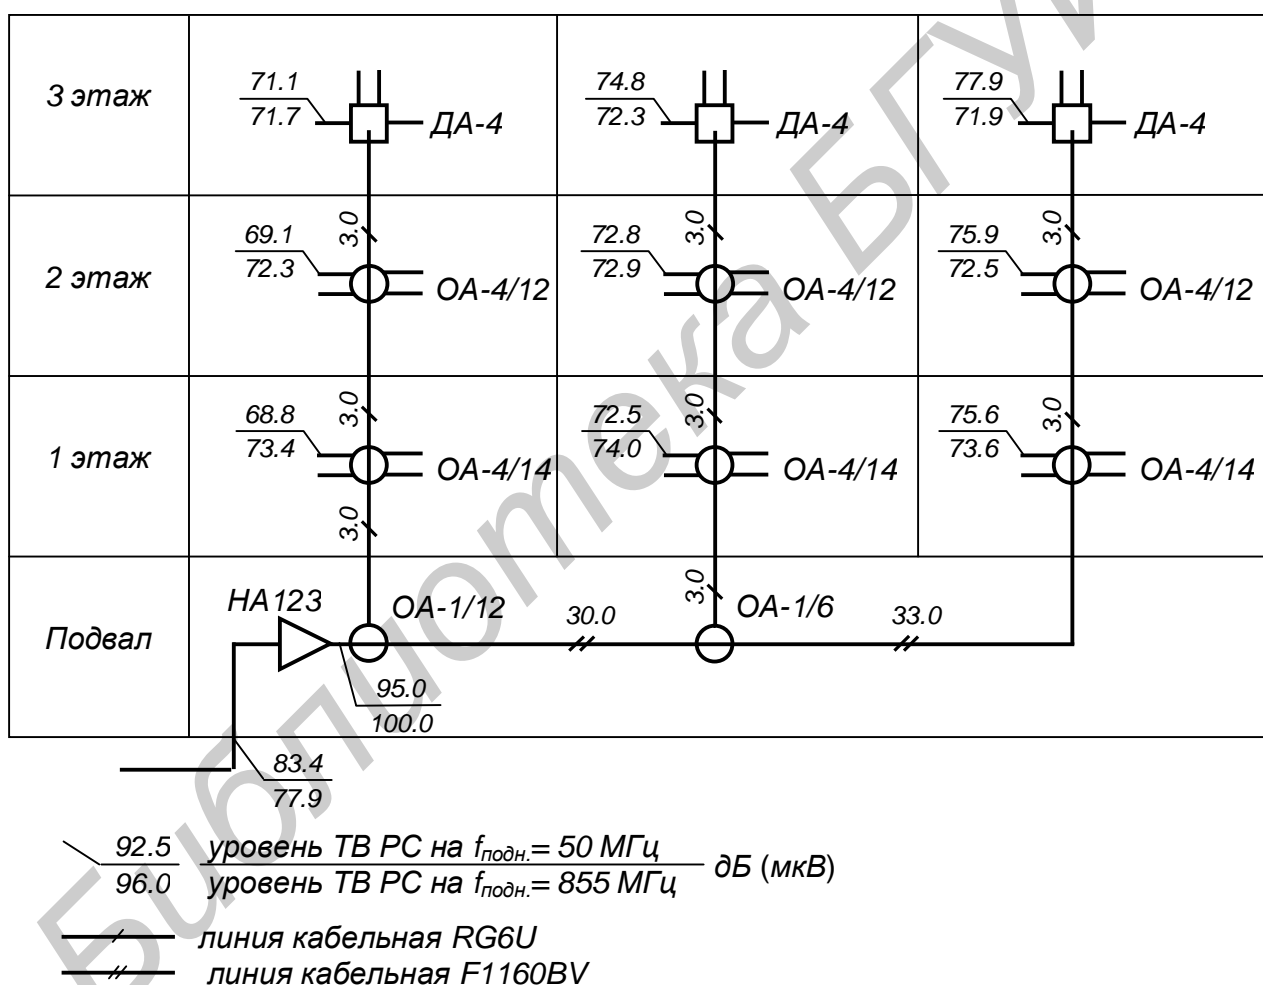 3 этаж
71.1
71.7
ДА-4
74.8
72.3
ДА-4
77.9
71.9
ДА-4
2 этаж
69.1
72.3
3.0
ОА-4/12
72.8
72.9
3.0
ОА-4/12
75.9
72.5
3.0
ОА-4/12
1 этаж
68.8
73.4
3.0
ОА-4/14
3.0
72.5
74.0
3.0
ОА-4/14
75.6
73.6
3.0
ОА-4/14
Подвал
НА123
ОА-1/12
30.0
3.0
ОА-1/6
33.0
95.0
100.0
83.4
77.9
92.5 уровень ТВ РС на fподн.= 50 МГц
96.0 уровень ТВ РС на fподн.= 855 МГц
дБ (мкВ)
линия кабельная RG6U
линия кабельная F1160BV
Библиотека БГУИ